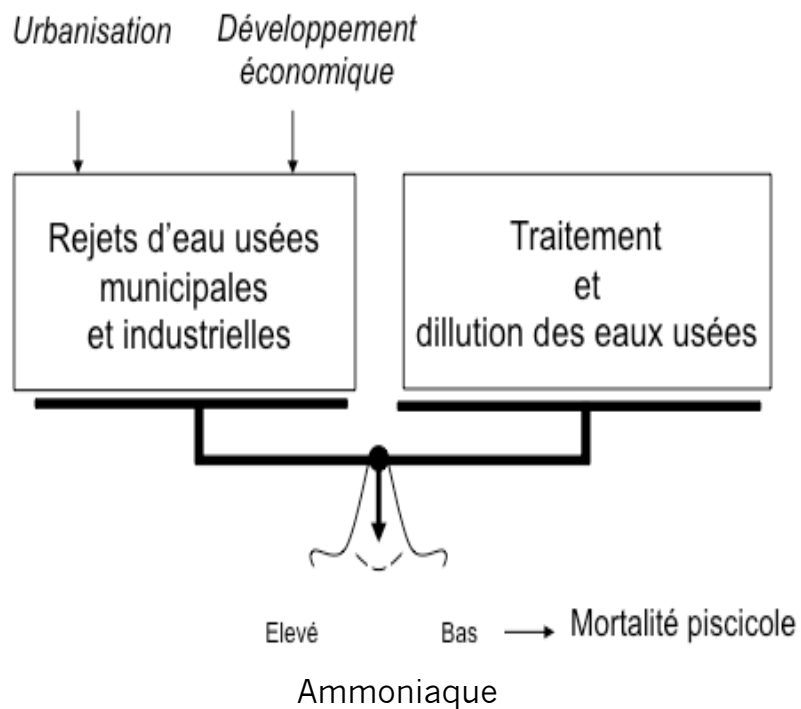 Urbanisation
Développement
économique
Rejets d'eau usées
municipales
et industrielles
Traitement
et
dillution des eaux usées
Elevé
Bas
Mortalité piscicole
Ammoniaque